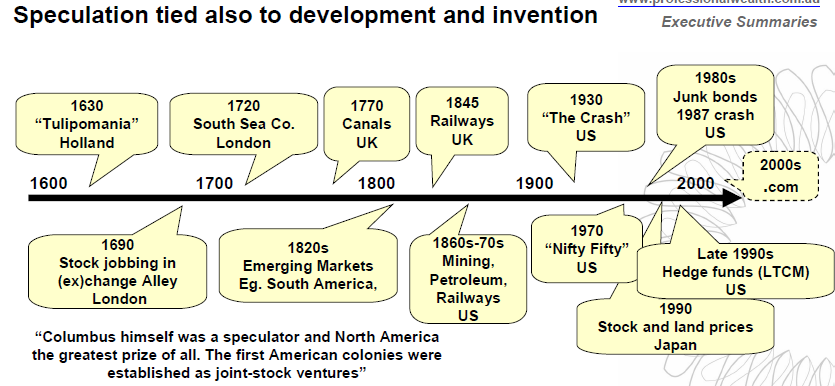 www.professionalwealth.com.au
Speculation tied also to development and invention
Executive Summaries
1630
“Tulipomania”
Holland
1720
South Sea Co.
London
1770
Canals
UK
1845
Railways
UK
1930
“The Crash”
US
1980s
Junk bonds
1987 crash
US
2000s
.com
1600
1700
1800
1900
2000
1690
Stock jobbing in
(ex)change Alley
London
1820s
Emerging Markets
Eg. South America,
1860s-70s
Mining,
Petroleum,
Railways
US
1970
“Nifty Fifty”
US
Late 1990s
Hedge funds (LTCM)
US
1990
Stock and land prices
Japan
“Columbus himself was a speculator and North America
the greatest prize of all. The first American colonies were
established as joint-stock ventures”